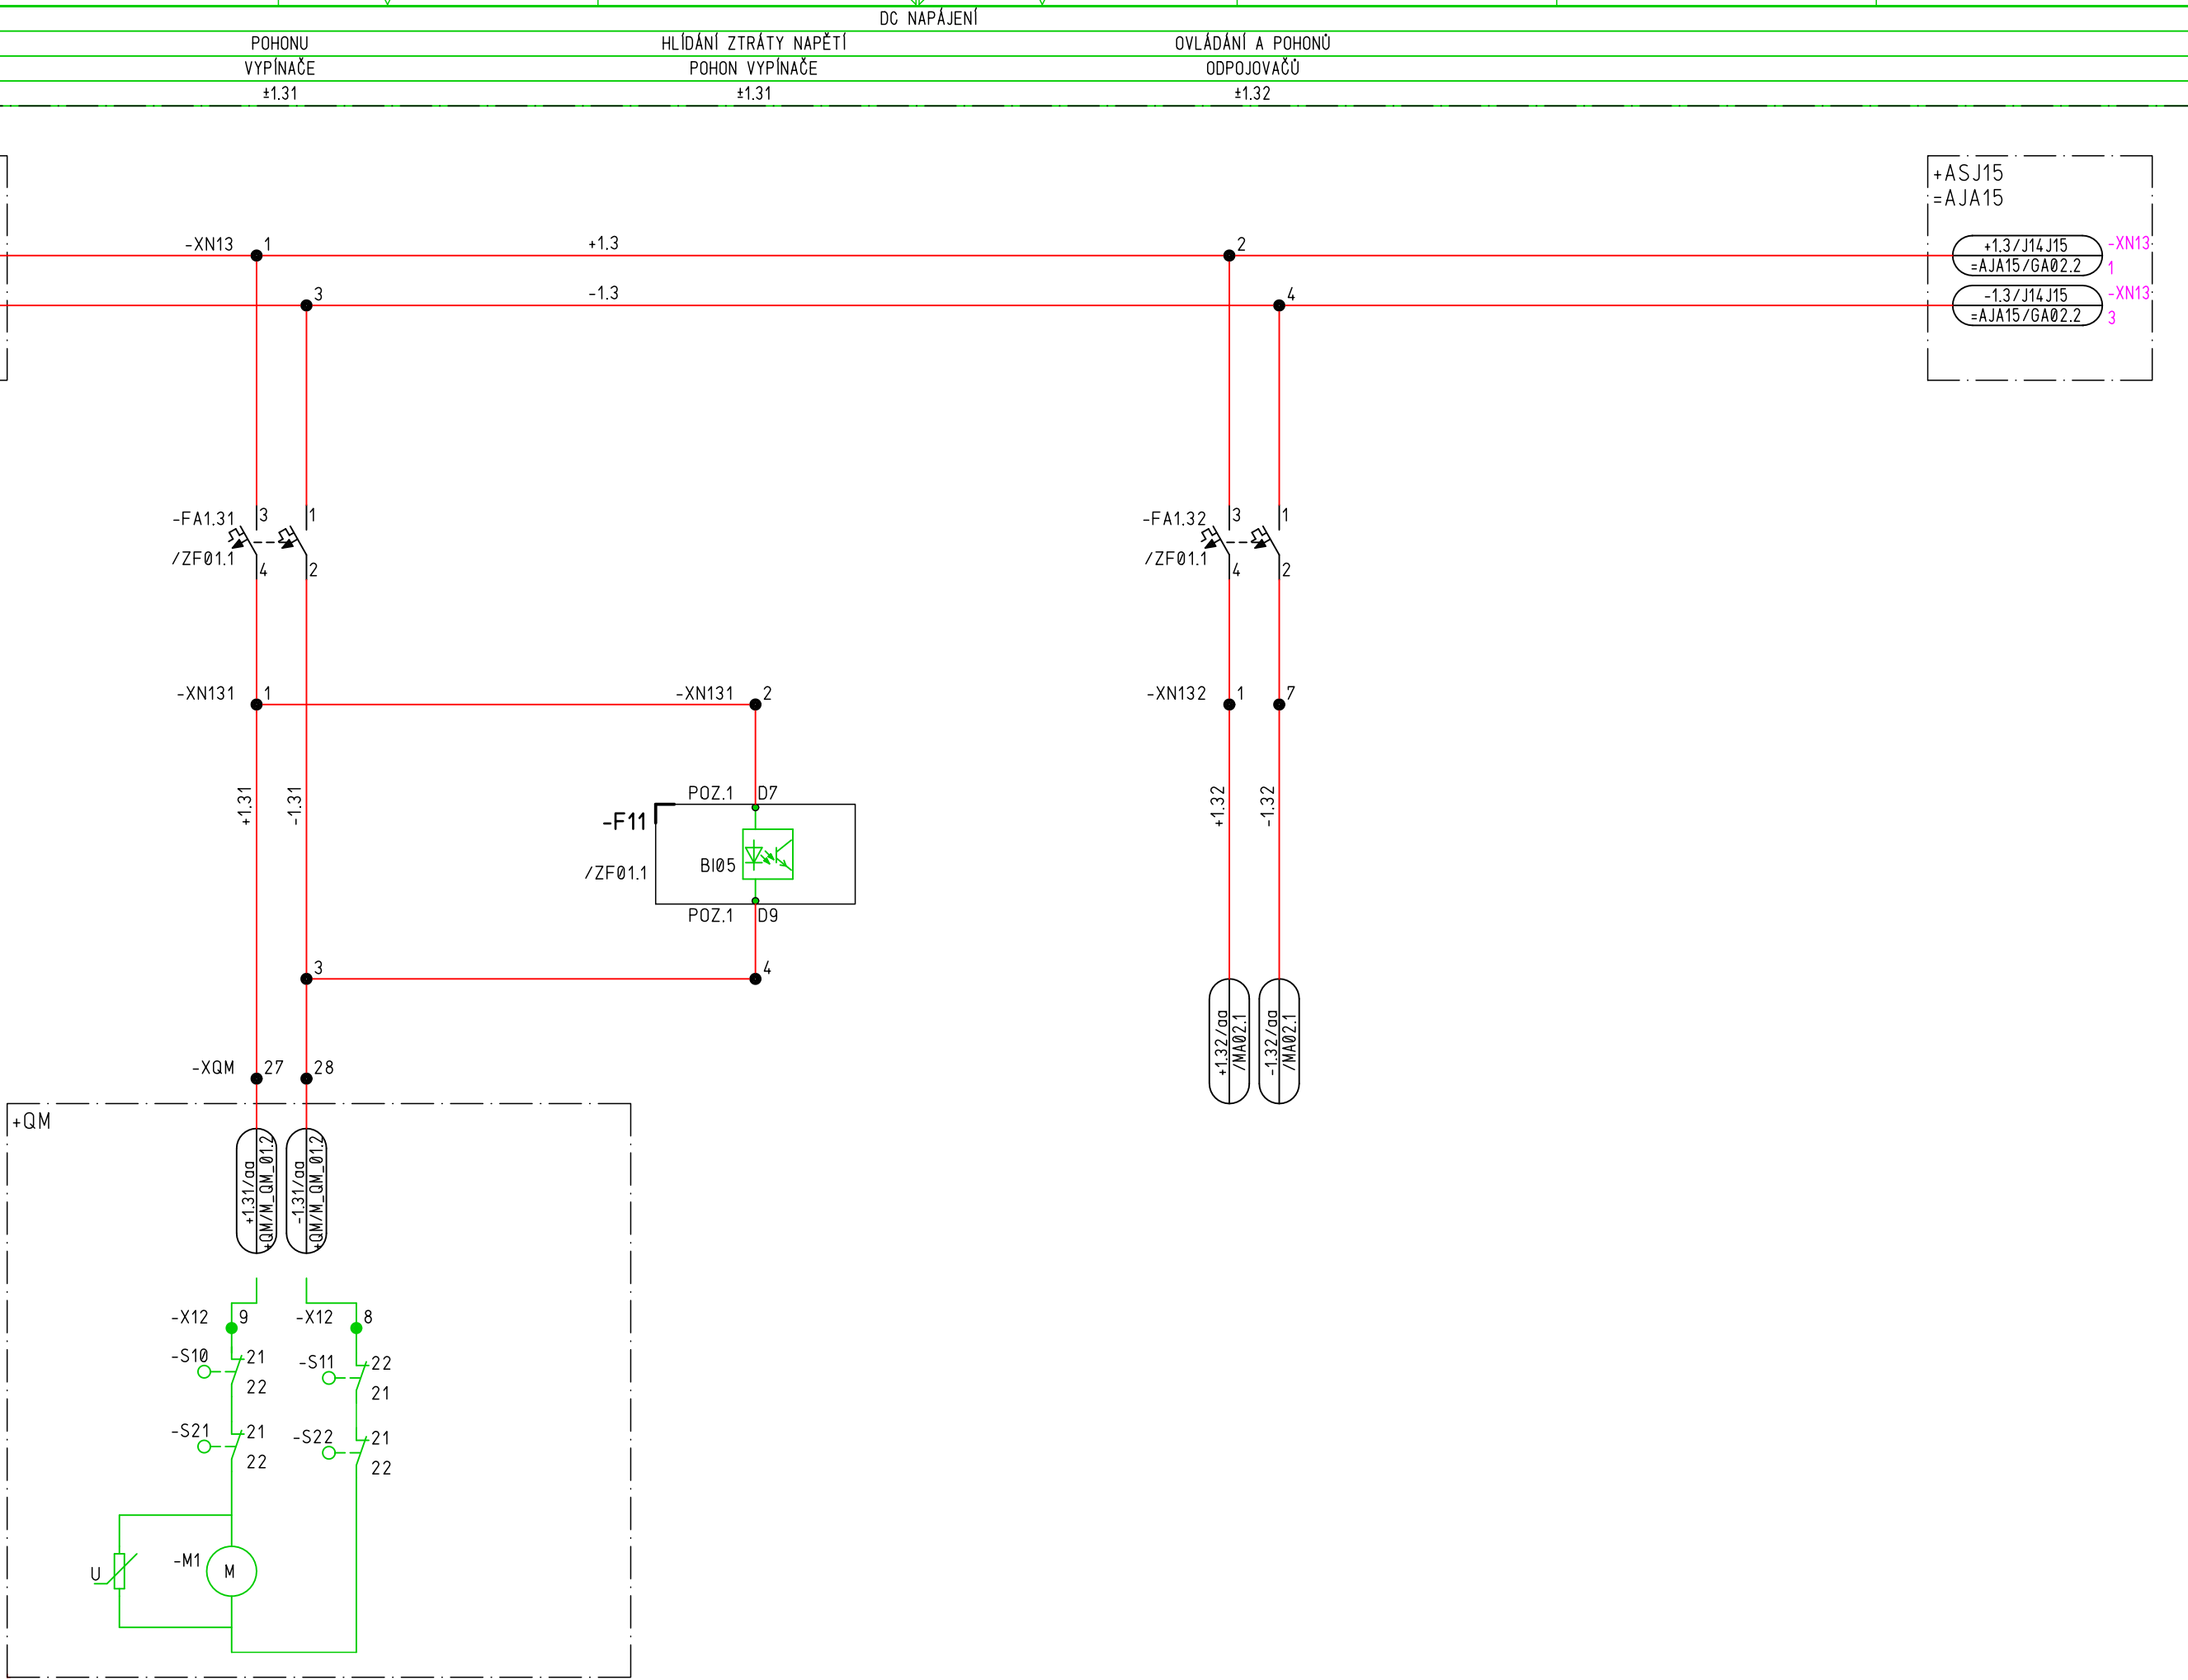 DC NAPÁJENÍ
POHONU
HLÍDÁNÍ ZTRÁTY NAPĚTÍ
OVLÁDÁNÍ A POHONŮ
VYPÍNAČE
POHON VYPÍNAČE
ODPOJOVAČŮ
±1.31
±1.31
±1.32
+ASJ15
=AJA15
-XN13 1
+1.3
2
+1.3/J14J15
=AJA15/GA02.2
-XN13
1
3
-1.3
4
-1.3/J14J15
=AJA15/GA02.2
-XN13
3
-FA1.31 3 1
/ZF01.1 4 2
-FA1.32 3 1
/ZF01.1 4 2
-XN131 1
-XN131 2
-XN132 1 7
+1.31
-1.31
+1.32
-1.32
POZ.1 D7
-F11
BI05
/ZF01.1
POZ.1 D9
3
4
+1.32/aa
/MA02.1
-1.32/aa
/MA02.1
-XQM 27 28
+QM
+1.31/aa
+QM/M_QM_01.2
-1.31/aa
+QM/M_QM_01.2
-X12 9
-X12 8
-S10 21
22
-S11 22
21
-S21 21
22
-S22 21
22
U
-M1
M